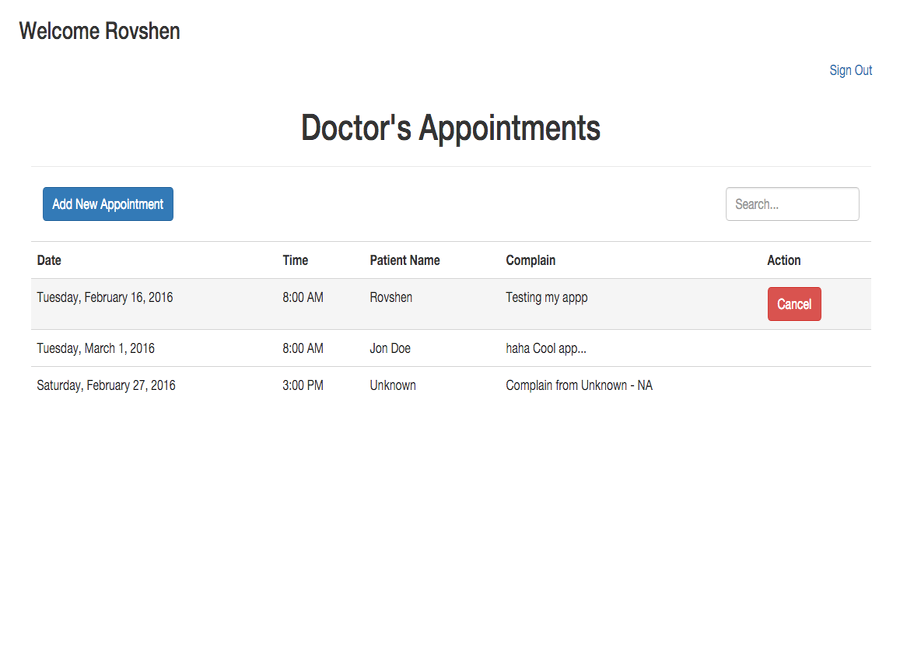 Welcome Rovshen
Sign Out
Doctor's Appointments
Add New Appointment
Search...
Date Time Patient Name Complain Action
Tuesday, February 16, 2016 8:00 AM Rovshen Testing my appp Cancel
Tuesday, March 1, 2016 8:00 AM Jon Doe haha Cool app...
Saturday, February 27, 2016 3:00 PM Unknown Complain from Unknown - NA